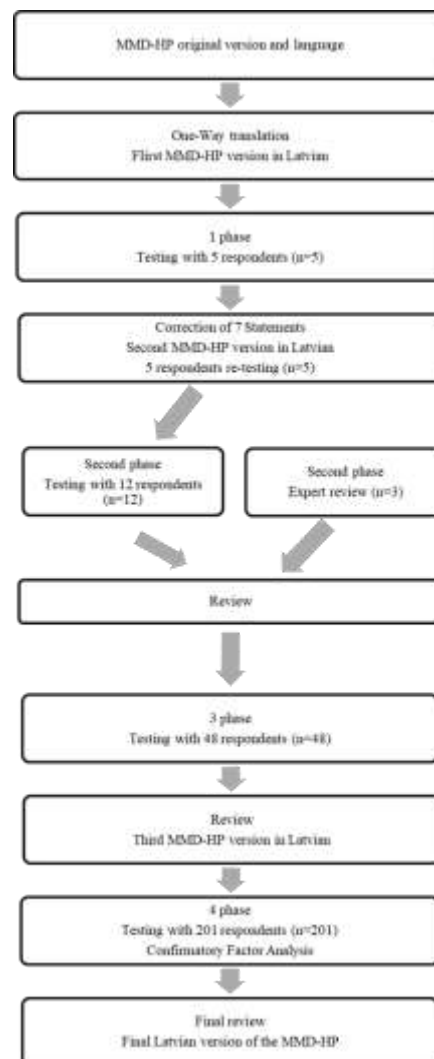 MMD-HP original version and language
One-Way translation
Flirst MMD-HP version in Latvian
1 phase
Testing with 5 respondents (n=5)
Correction of 7 Statements
Second MMD-HP version in Latvian
5 respondents re-testing (n=5)
Second phase
Testing with 12 respondents
(n=12)
Second phase
Expert review (n=3)
Review
3 phase
Testing with 48 respondents (n=48)
Review
Third MMD-HP version in Latvian
4 phase
Testing with 201 respondents (n=201)
Confirmatory Factor Analysis
Final review
Final Latvian version of the MMD-HP